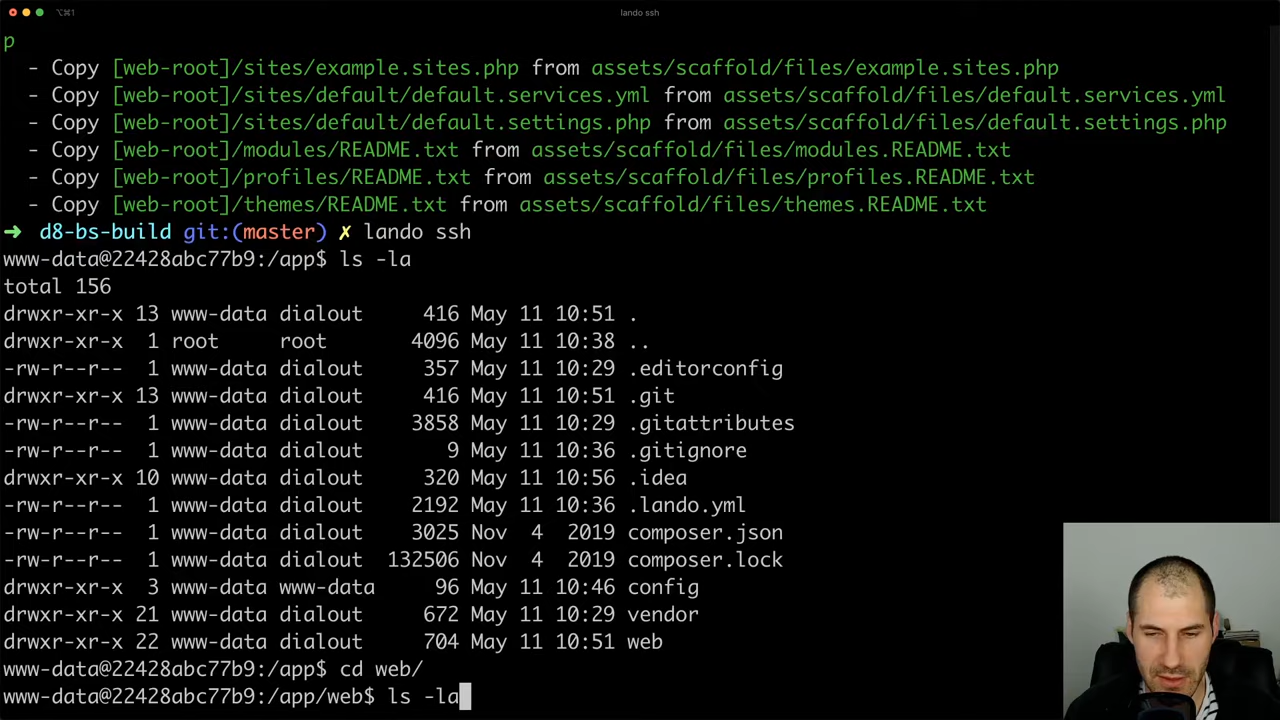 ⌥⌘1
lando ssh
p
- Copy [web-root]/sites/example.sites.php from assets/scaffold/files/example.sites.php
- Copy [web-root]/sites/default/default.services.yml from assets/scaffold/files/default.services.yml
- Copy [web-root]/sites/default/default.settings.php from assets/scaffold/files/default.settings.php
- Copy [web-root]/modules/README.txt from assets/scaffold/files/modules.README.txt
- Copy [web-root]/profiles/README.txt from assets/scaffold/files/profiles.README.txt
- Copy [web-root]/themes/README.txt from assets/scaffold/files/themes.README.txt
➜ d8-bs-build git:(master) ✗ lando ssh
www-data@22428abc77b9:/app$ ls -la
total 156
drwxr-xr-x 13 www-data dialout 416 May 11 10:51 .
drwxr-xr-x 1 root root 4096 May 11 10:38 ..
-rw-r--r-- 1 www-data dialout 357 May 11 10:29 .editorconfig
drwxr-xr-x 13 www-data dialout 416 May 11 10:51 .git
-rw-r--r-- 1 www-data dialout 3858 May 11 10:29 .gitattributes
-rw-r--r-- 1 www-data dialout 9 May 11 10:36 .gitignore
drwxr-xr-x 10 www-data dialout 320 May 11 10:56 .idea
-rw-r--r-- 1 www-data dialout 2192 May 11 10:36 .lando.yml
-rw-r--r-- 1 www-data dialout 3025 Nov 4 2019 composer.json
-rw-r--r-- 1 www-data dialout 132506 Nov 4 2019 composer.lock
drwxr-xr-x 3 www-data www-data 96 May 11 10:46 config
drwxr-xr-x 21 www-data dialout 672 May 11 10:29 vendor
drwxr-xr-x 22 www-data dialout 704 May 11 10:51 web
www-data@22428abc77b9:/app$ cd web/
www-data@22428abc77b9:/app/web$ ls -la